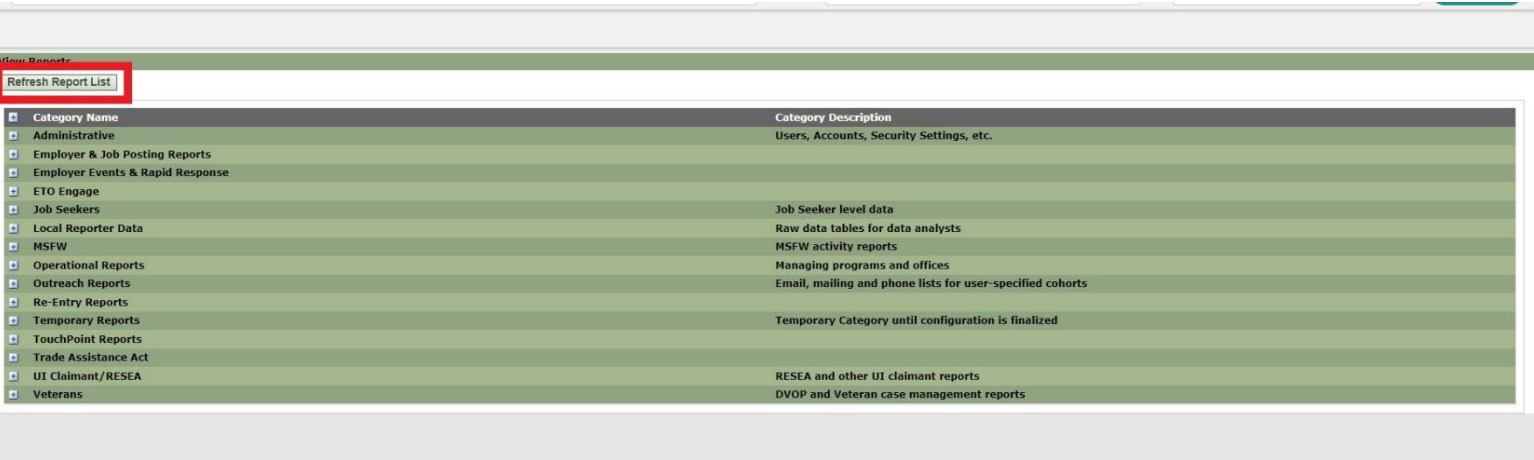 View Reports
Refresh Report List
Category Name Category Description
Administrative Users, Accounts, Security Settings, etc.
Employer & Job Posting Reports
Employer Events & Rapid Response
ETO Engage
Job Seekers Job Seeker level data
Local Reporter Data Raw data tables for data analysts
MSFW MSFW activity reports
Operational Reports Managing programs and offices
Outreach Reports Email, mailing and phone lists for user-specified cohorts
Re-Entry Reports
Temporary Reports Temporary Category until configuration is finalized
TouchPoint Reports
Trade Assistance Act
UI Claimant/RESEA RESEA and other UI claimant reports
Veterans DVOP and Veteran case management reports